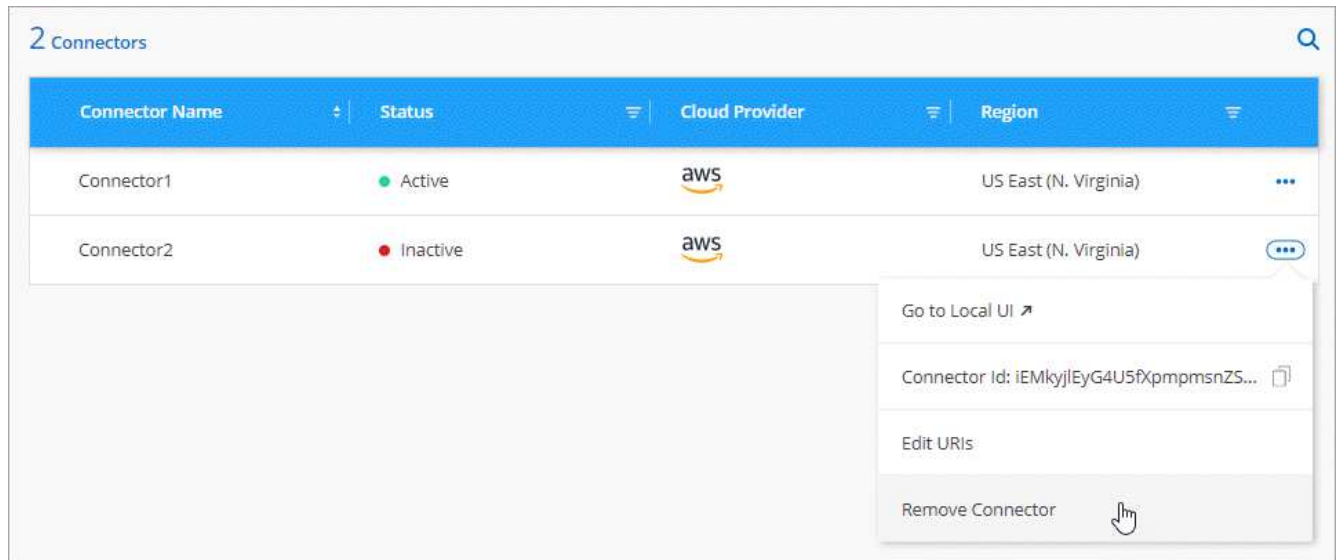 2 Connectors
Connector Name Status Cloud Provider Region
Connector1 Active aws US East (N. Virginia)
Connector2 Inactive aws US East (N. Virginia)
Go to Local UI
Connector Id: iEMkyjlEyG4U5fXpmpmsnZS...
Edit URIs
Remove Connector